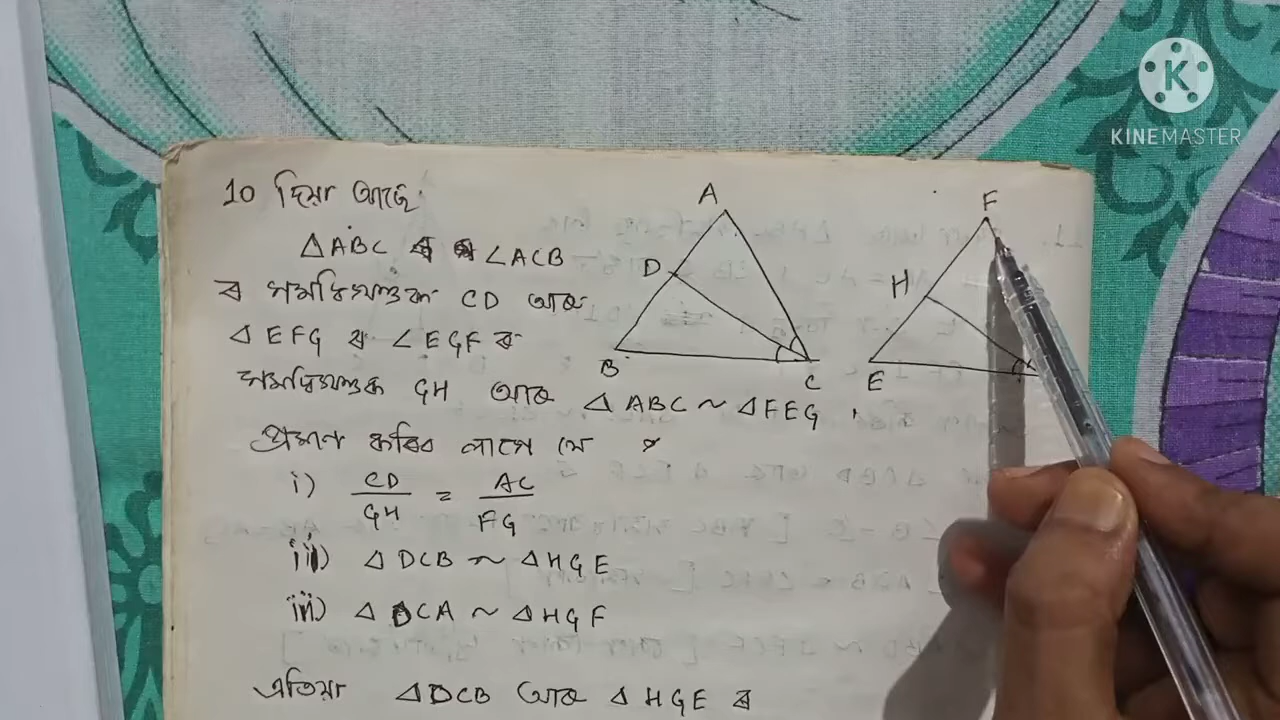 KINEMASTER
10 দিয়া আছে
△ABC ৰ ∠ACB
ৰ সমদ্বিখণ্ডক CD আৰু
△EFG ৰ ∠EGF ৰ
সমদ্বিখণ্ডক GH আৰু △ABC ~ △FEG ,
প্ৰমাণ কৰিব লাগে যে
i) CD/GH = AC/FG
ii) △DCB ~ △HGE
iii) △DCA ~ △HGF
এতিয়া △DCB আৰু △HGE ৰ
A
D
B
C
F
H
E